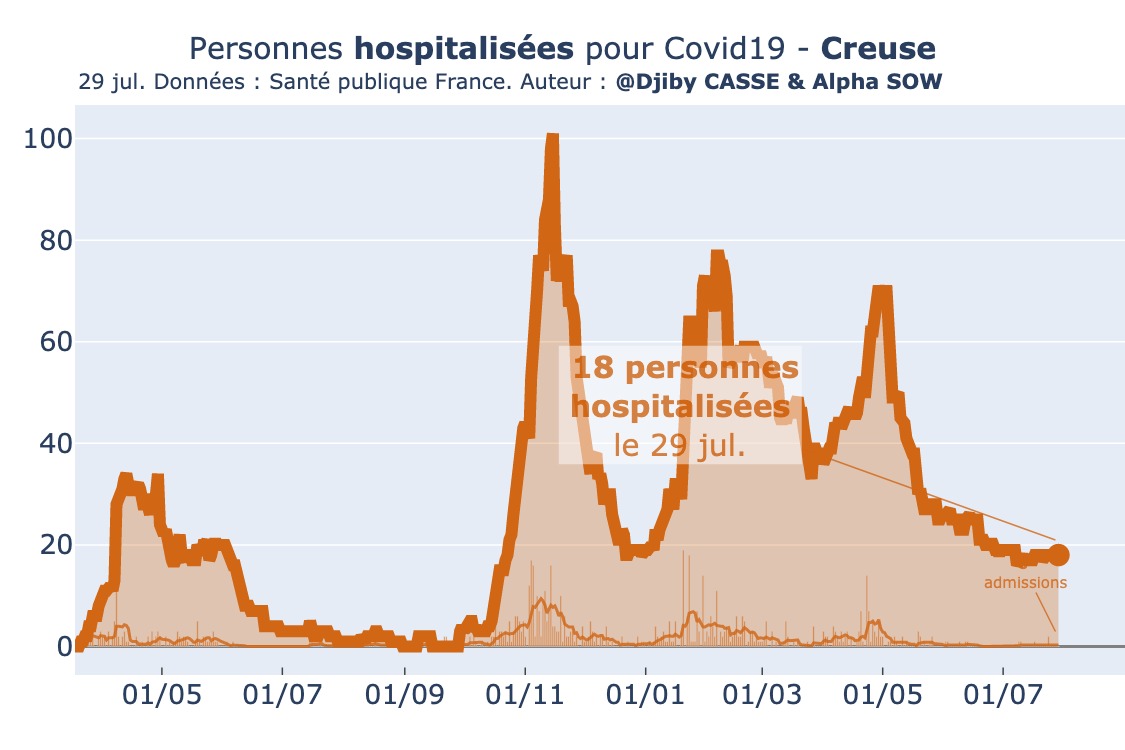 Personnes hospitalisées pour Covid19 - Creuse
29 jul. Données : Santé publique France. Auteur : @Djiby CASSE & Alpha SOW
100
80
60
40
20
0
18 personnes
hospitalisées
le 29 jul.
admissions
01/05 01/07 01/09 01/11 01/01 01/03 01/05 01/07